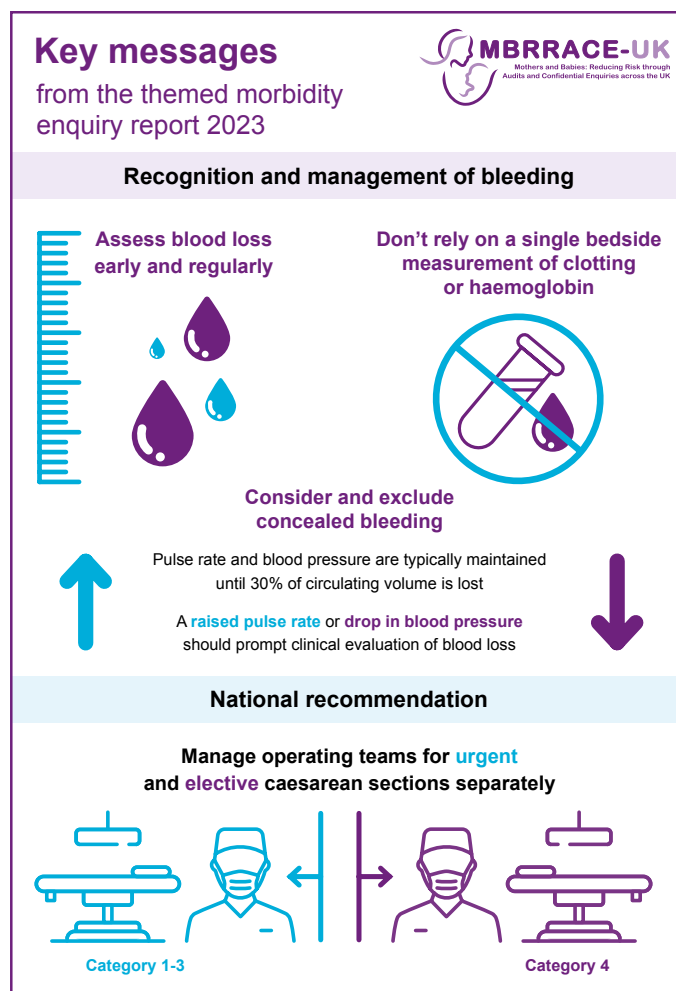 Key messages
from the themed morbidity
enquiry report 2023
MBRRACE-UK
Mothers and Babies: Reducing Risk through
Audits and Confidential Enquiries across the UK
Recognition and management of bleeding
Assess blood loss
early and regularly
Don’t rely on a single bedside
measurement of clotting
or haemoglobin
Consider and exclude
concealed bleeding
Pulse rate and blood pressure are typically maintained
until 30% of circulating volume is lost
A raised pulse rate or drop in blood pressure
should prompt clinical evaluation of blood loss
National recommendation
Manage operating teams for urgent
and elective caesarean sections separately
Category 1-3
Category 4